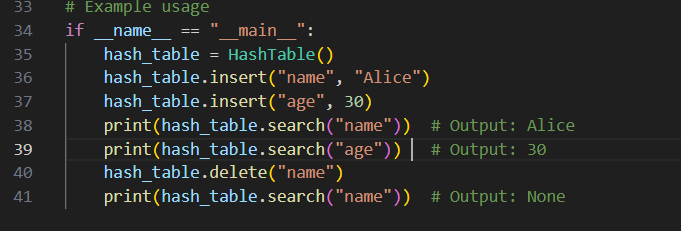 33 # Example usage
34 if __name__ == "__main__":
35     hash_table = HashTable()
36     hash_table.insert("name", "Alice")
37     hash_table.insert("age", 30)
38     print(hash_table.search("name"))  # Output: Alice
39     print(hash_table.search("age"))   # Output: 30
40     hash_table.delete("name")
41     print(hash_table.search("name"))  # Output: None